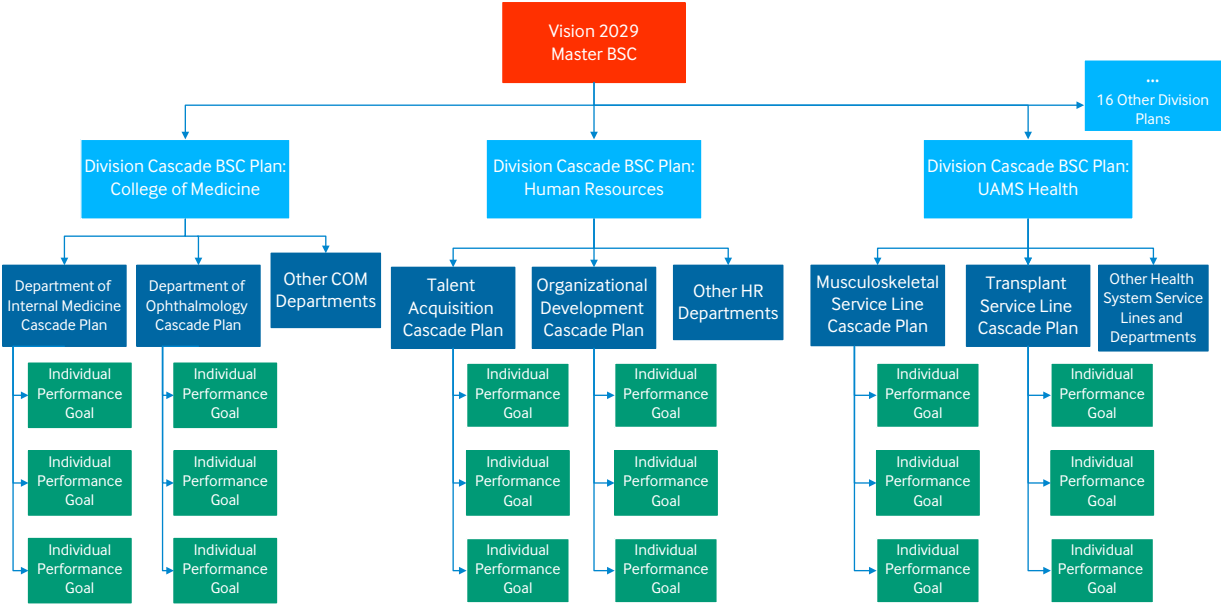 Vision 2029
Master BSC
...
16 Other Division
Plans
Division Cascade BSC Plan:
College of Medicine
Division Cascade BSC Plan:
Human Resources
Division Cascade BSC Plan:
UAMS Health
Department of
Internal Medicine
Cascade Plan
Department of
Ophthalmology
Cascade Plan
Other COM
Departments
Talent
Acquisition
Cascade Plan
Organizational
Development
Cascade Plan
Other HR
Departments
Musculoskeletal
Service Line
Cascade Plan
Transplant
Service Line
Cascade Plan
Other Health
System Service
Lines and
Departments
Individual
Performance
Goal
Individual
Performance
Goal
Individual
Performance
Goal
Individual
Performance
Goal
Individual
Performance
Goal
Individual
Performance
Goal
Individual
Performance
Goal
Individual
Performance
Goal
Individual
Performance
Goal
Individual
Performance
Goal
Individual
Performance
Goal
Individual
Performance
Goal
Individual
Performance
Goal
Individual
Performance
Goal
Individual
Performance
Goal
Individual
Performance
Goal
Individual
Performance
Goal
Individual
Performance
Goal